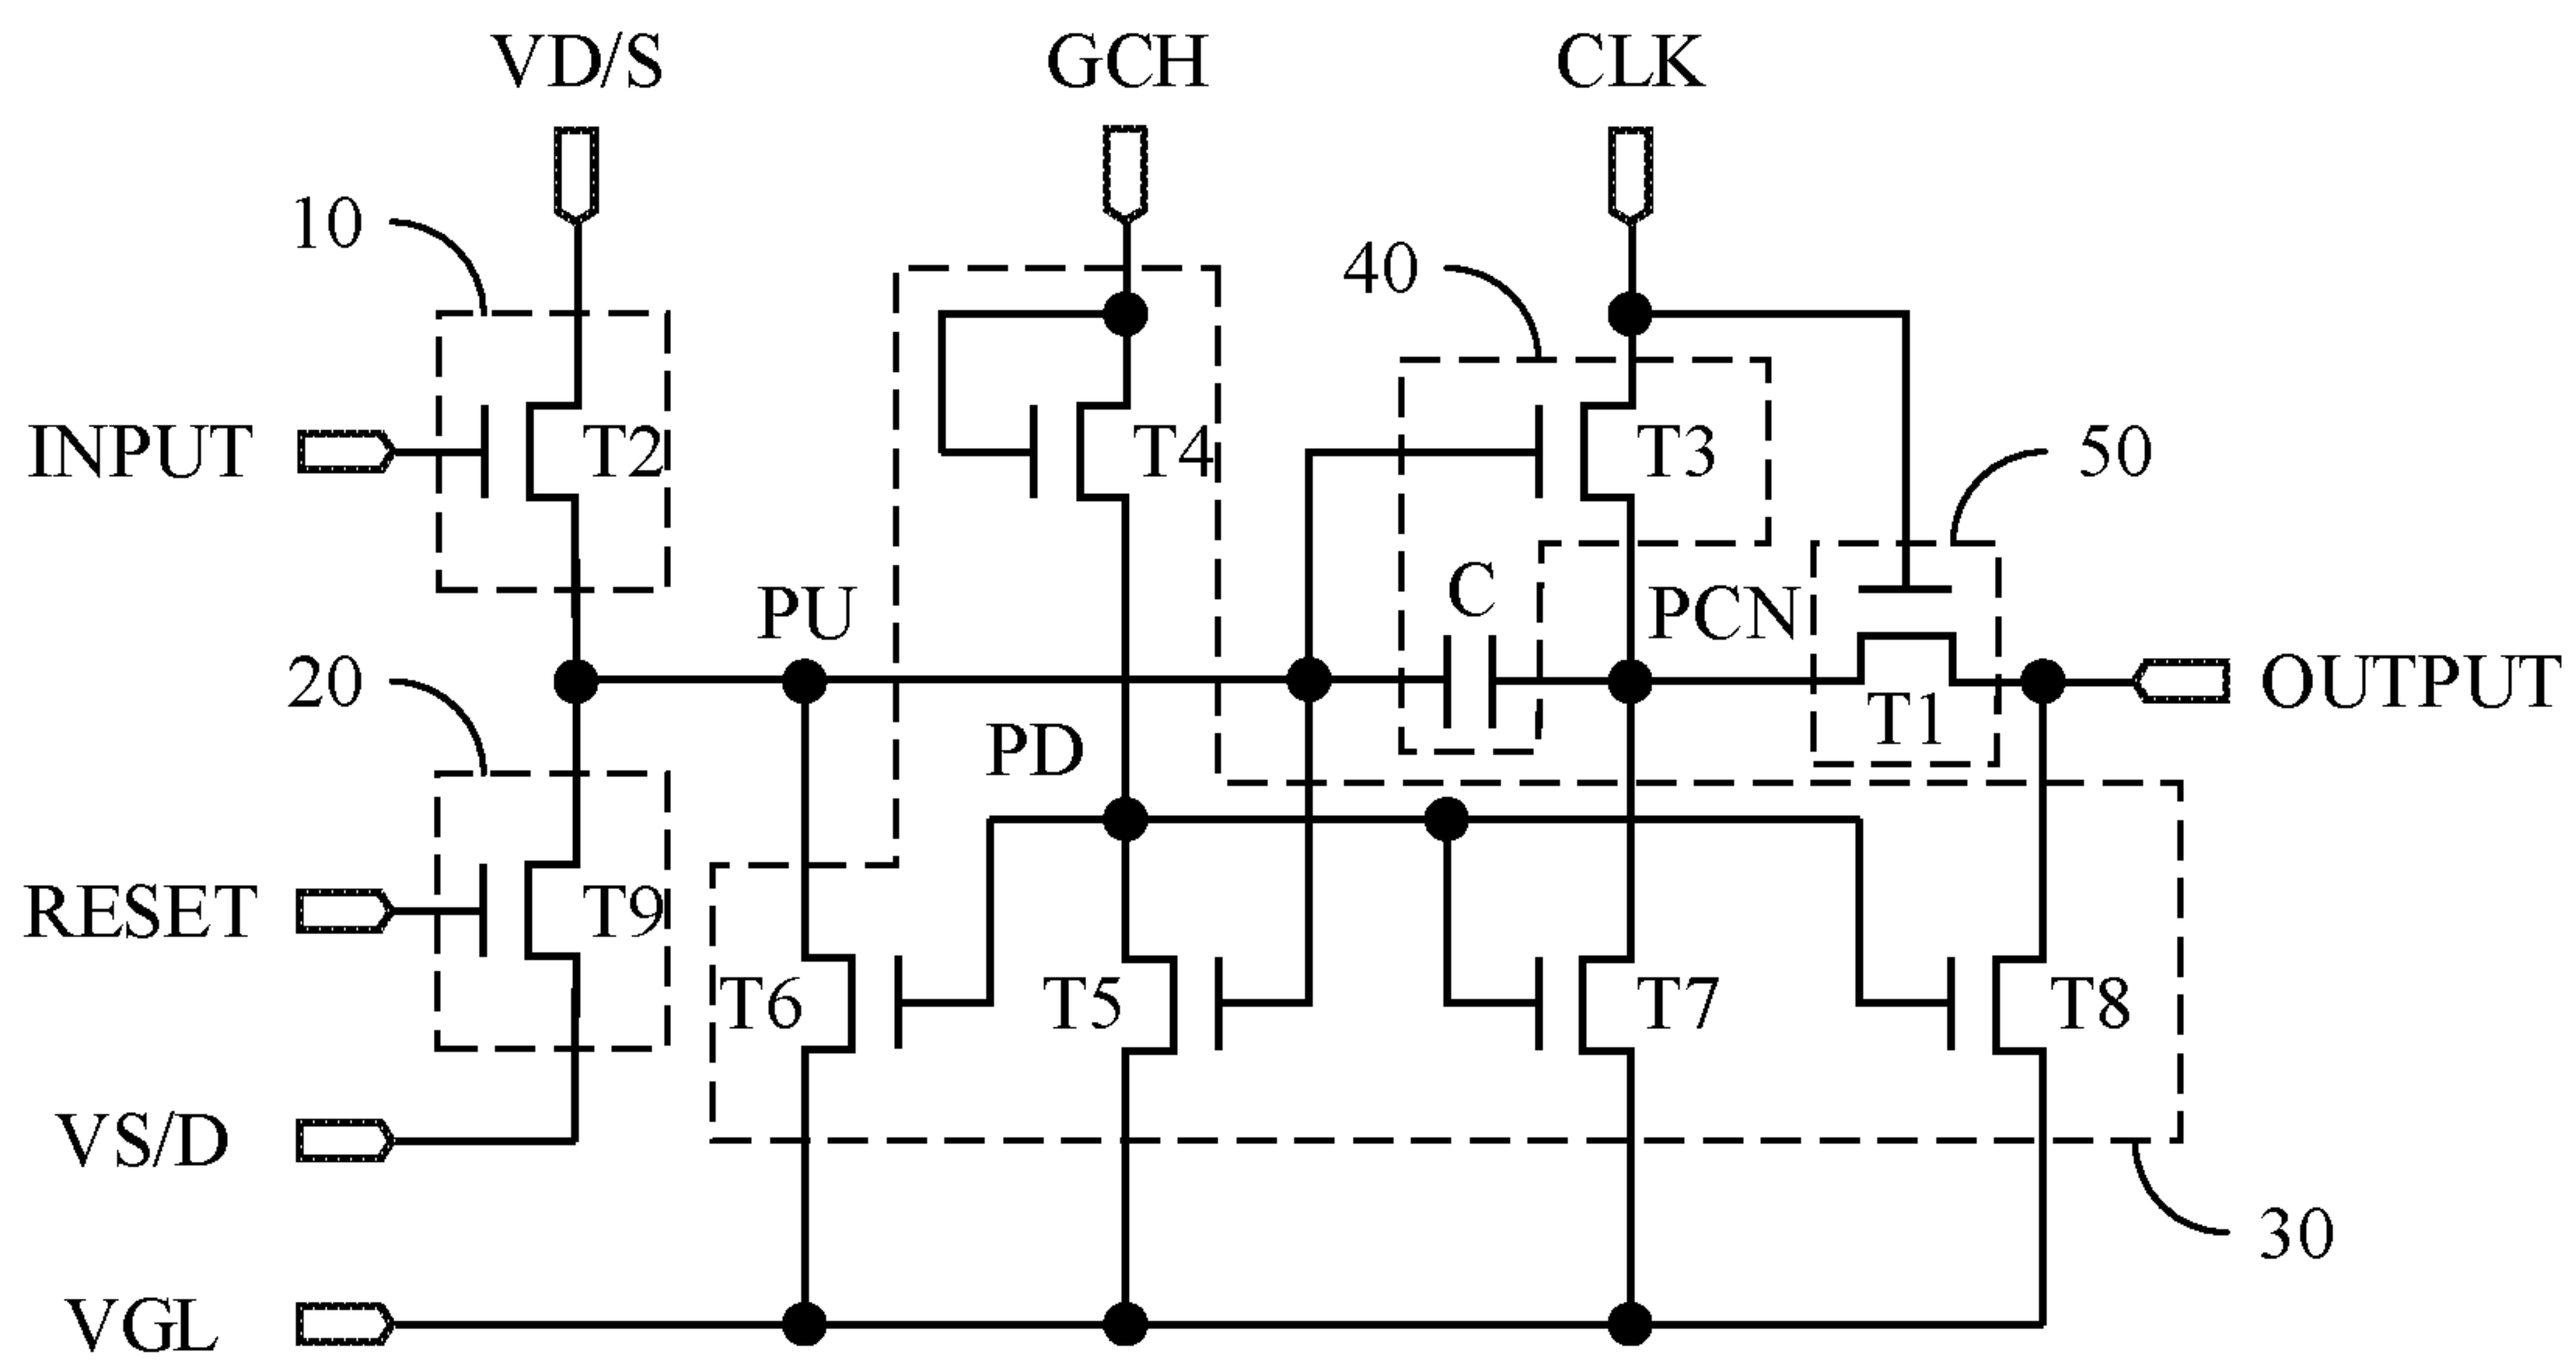 VD/S GCH CLK
10
40
INPUT T2 T4 T3 50
C
PU PCN
20 OUTPUT
T1
PD
RESET T9
T6 T5 T7 T8
VS/D
30
VGL